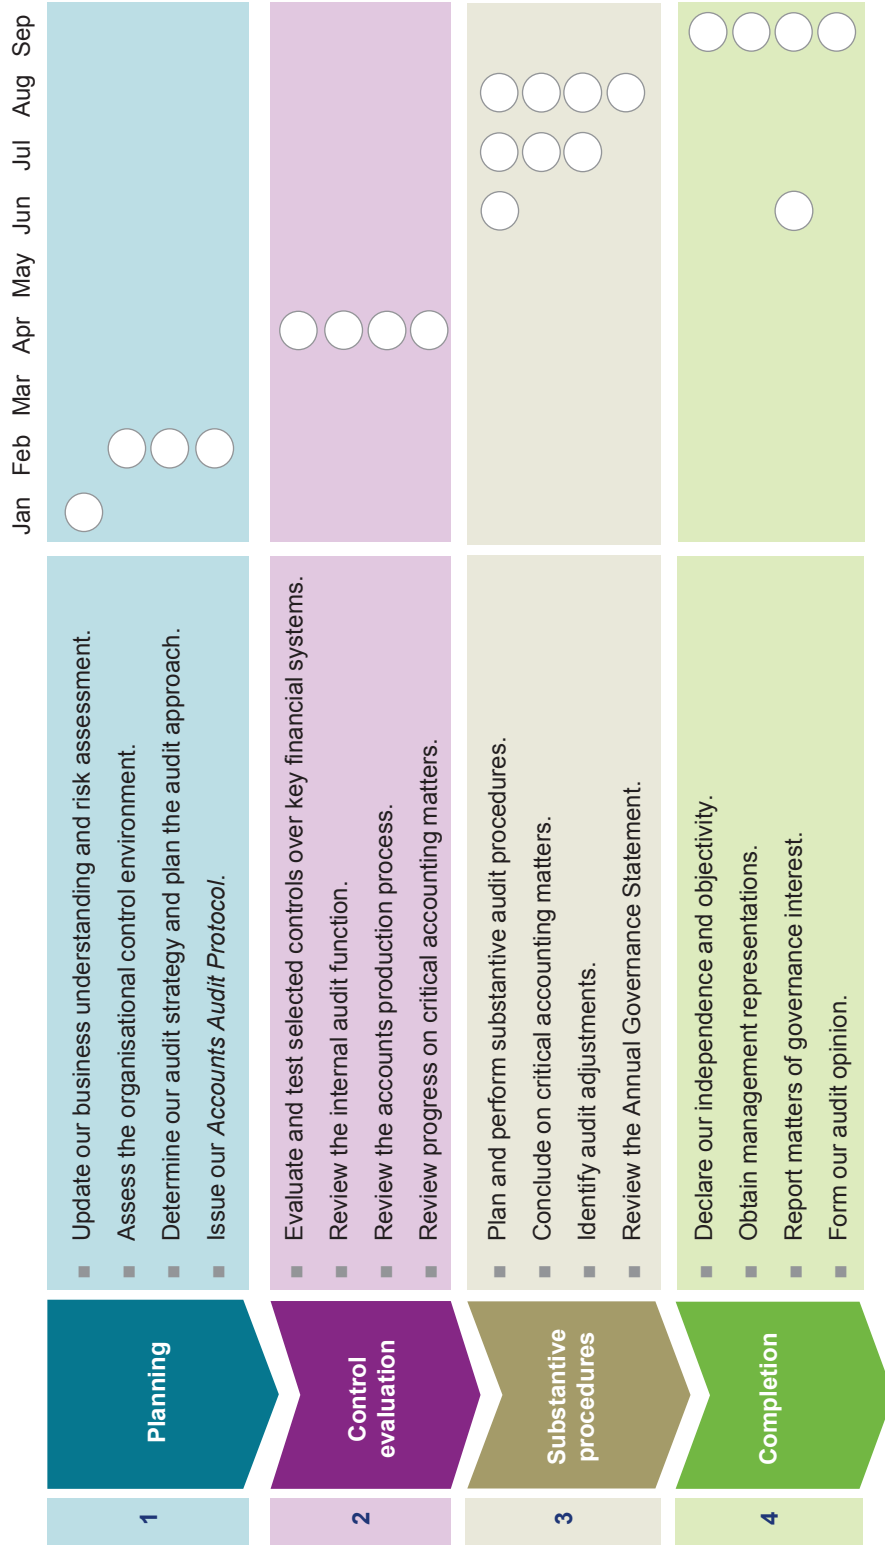 Jan Feb Mar Apr May Jun Jul Aug Sep
1
Planning
■ Update our business understanding and risk assessment.
■ Assess the organisational control environment.
■ Determine our audit strategy and plan the audit approach.
■ Issue our Accounts Audit Protocol.
2
Control
evaluation
■ Evaluate and test selected controls over key financial systems.
■ Review the internal audit function.
■ Review the accounts production process.
■ Review progress on critical accounting matters.
3
Substantive
procedures
■ Plan and perform substantive audit procedures.
■ Conclude on critical accounting matters.
■ Identify audit adjustments.
■ Review the Annual Governance Statement.
4
Completion
■ Declare our independence and objectivity.
■ Obtain management representations.
■ Report matters of governance interest.
■ Form our audit opinion.